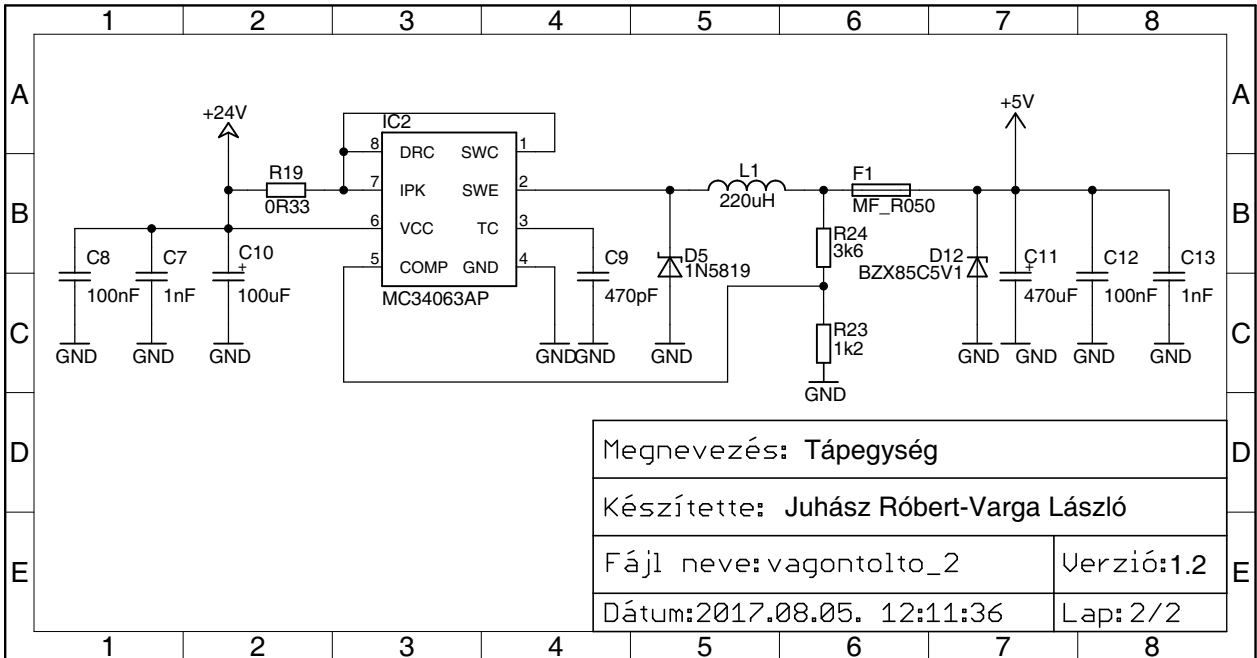 1 2 3 4 5 6 7 8
A A
+24V
+5V
IC2
8 DRC SWC 1
R19
0R33
7 IPK SWE 2
L1
220uH
F1
MF_R050
B B
6 VCC TC 3
5 COMP GND 4
MC34063AP
C8
100nF
C7
1nF
C10
+
100uF
C9
470pF
D5
1N5819
R24
3k6
D12
BZX85C5V1
C11
+
470uF
C12
100nF
C13
1nF
R23
1k2
C C
GND GND GND GND GND GND GND GND GND GND
GND
D D
Megnevezés: Tápegység
Készítette: Juhász Róbert-Varga László
E E
Fájl neve:vagontolto_2 Verzió:1.2
Dátum:2017.08.05. 12:11:36 Lap:2/2
1 2 3 4 5 6 7 8